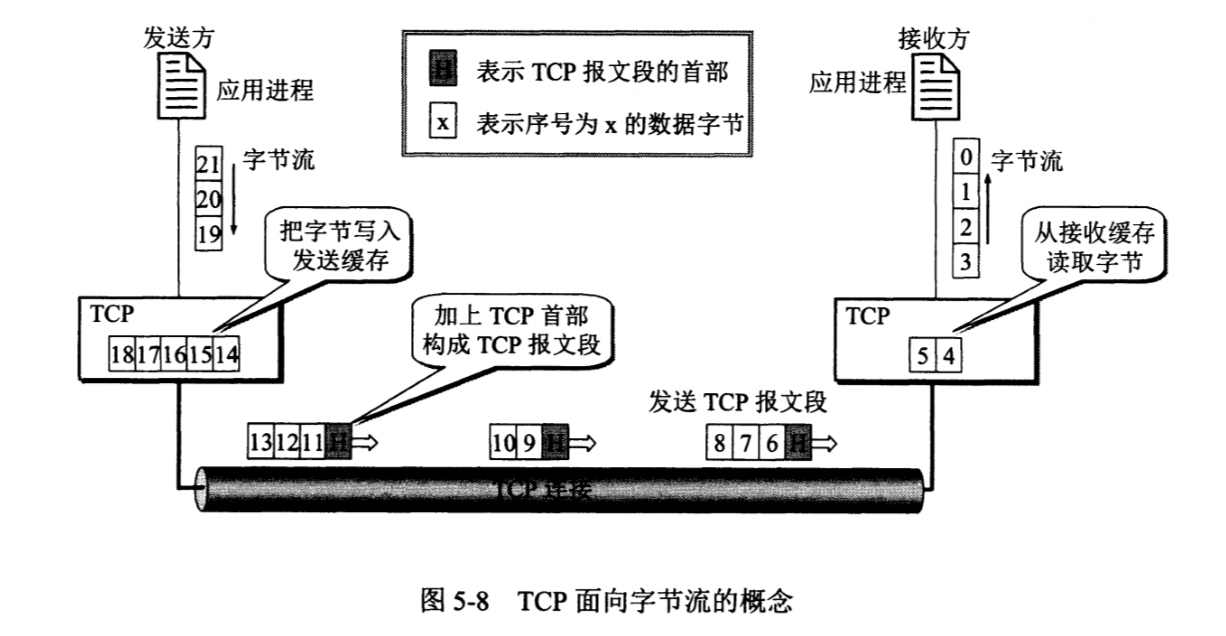 发送方
应用进程
H 表示 TCP 报文段的首部
x 表示序号为 x 的数据字节
接收方
应用进程
21
20
19
字节流
把字节写入
发送缓存
0
1
2
3
字节流
从接收缓存
读取字节
TCP
18 17 16 15 14
加上 TCP 首部
构成 TCP 报文段
TCP
5 4
发送 TCP 报文段
13 12 11 H
10 9 H
8 7 6 H
TCP 连接
图 5-8 TCP 面向字节流的概念